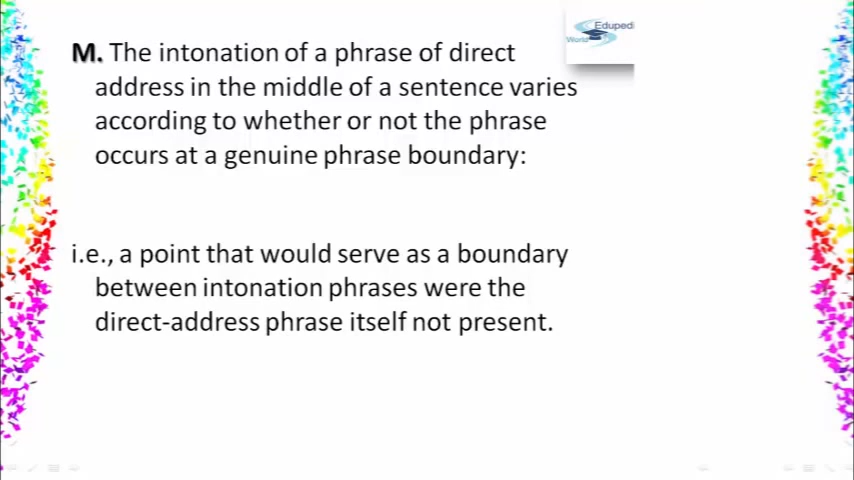 M. The intonation of a phrase of direct
address in the middle of a sentence varies
according to whether or not the phrase
occurs at a genuine phrase boundary:
i.e., a point that would serve as a boundary
between intonation phrases were the
direct-address phrase itself not present.
Edupedi
World